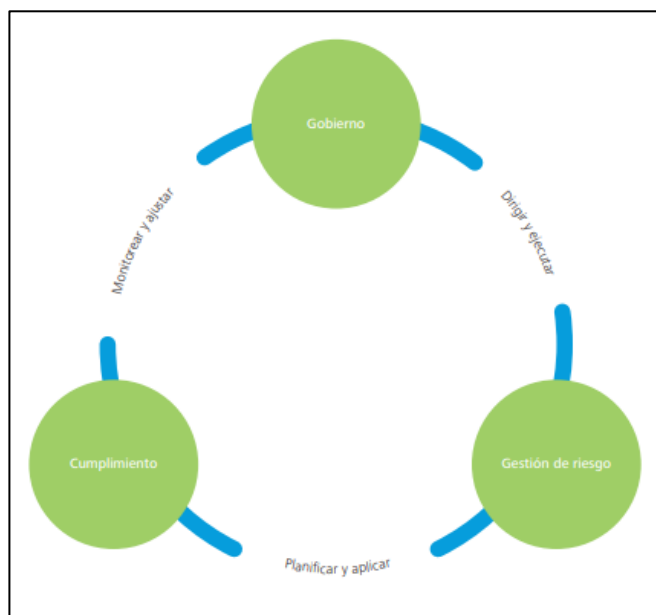 Gobierno
Monitorear y ajustar
Dirigir y ejecutar
Cumplimiento
Gestión de riesgo
Planificar y aplicar